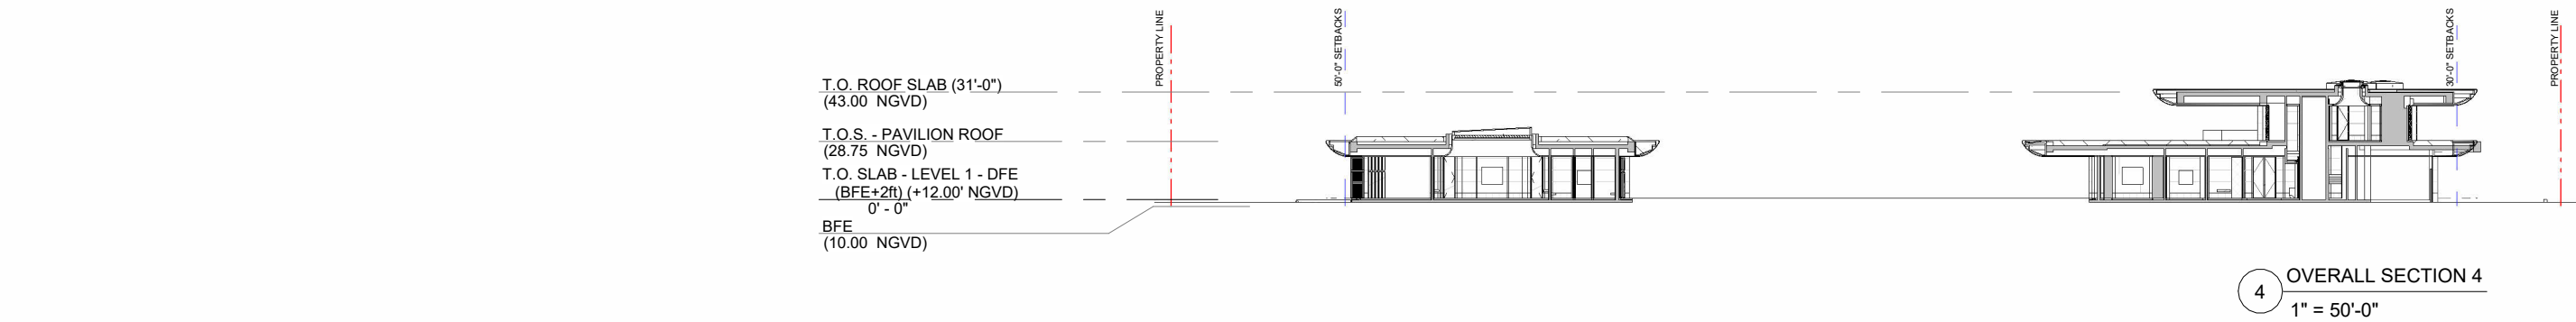 PROPERTY LINE
50'-0" SETBACKS
30'-0" SETBACKS
PROPERTY LINE
T.O. ROOF SLAB (31'-0")
(43.00 NGVD)
T.O.S. - PAVILION ROOF
(28.75 NGVD)
T.O. SLAB - LEVEL 1 - DFE
(BFE+2ft) (+12.00' NGVD)
0' - 0"
BFE
(10.00 NGVD)
4
OVERALL SECTION 4
1" = 50'-0"